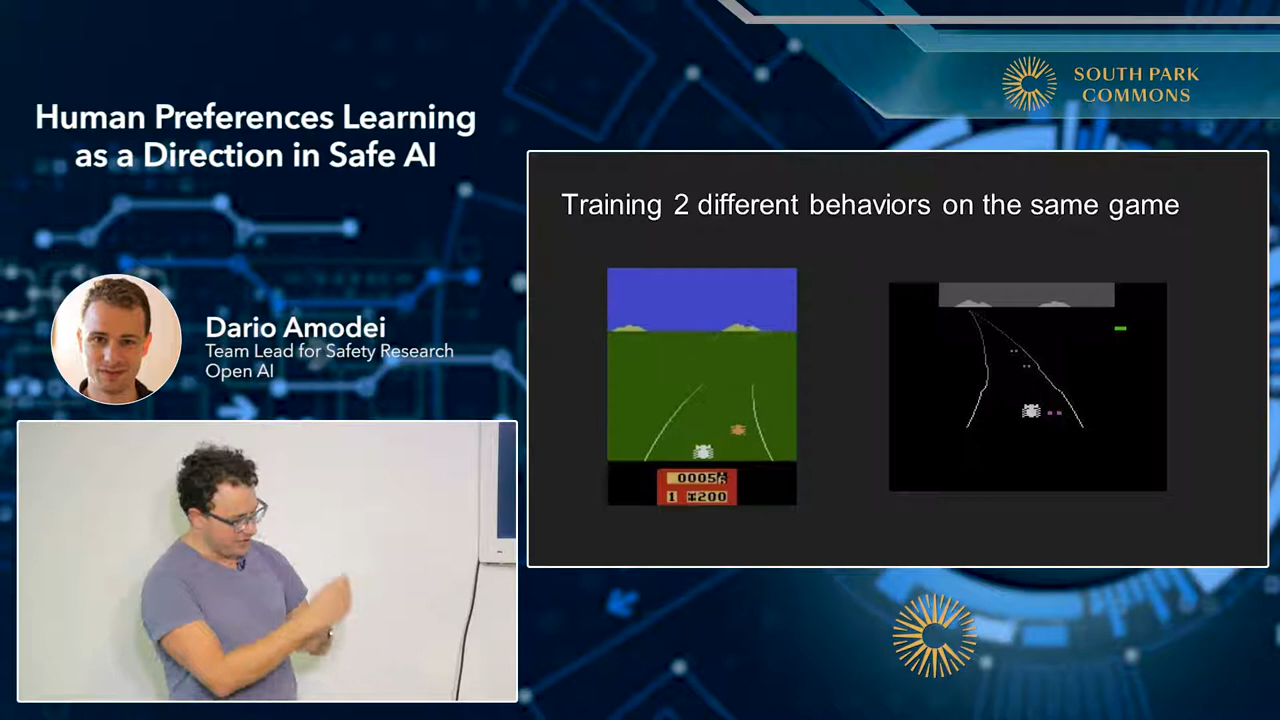 Human Preferences Learning
as a Direction in Safe AI
SOUTH PARK
COMMONS
Training 2 different behaviors on the same game
Dario Amodei
Team Lead for Safety Research
Open AI
1
200